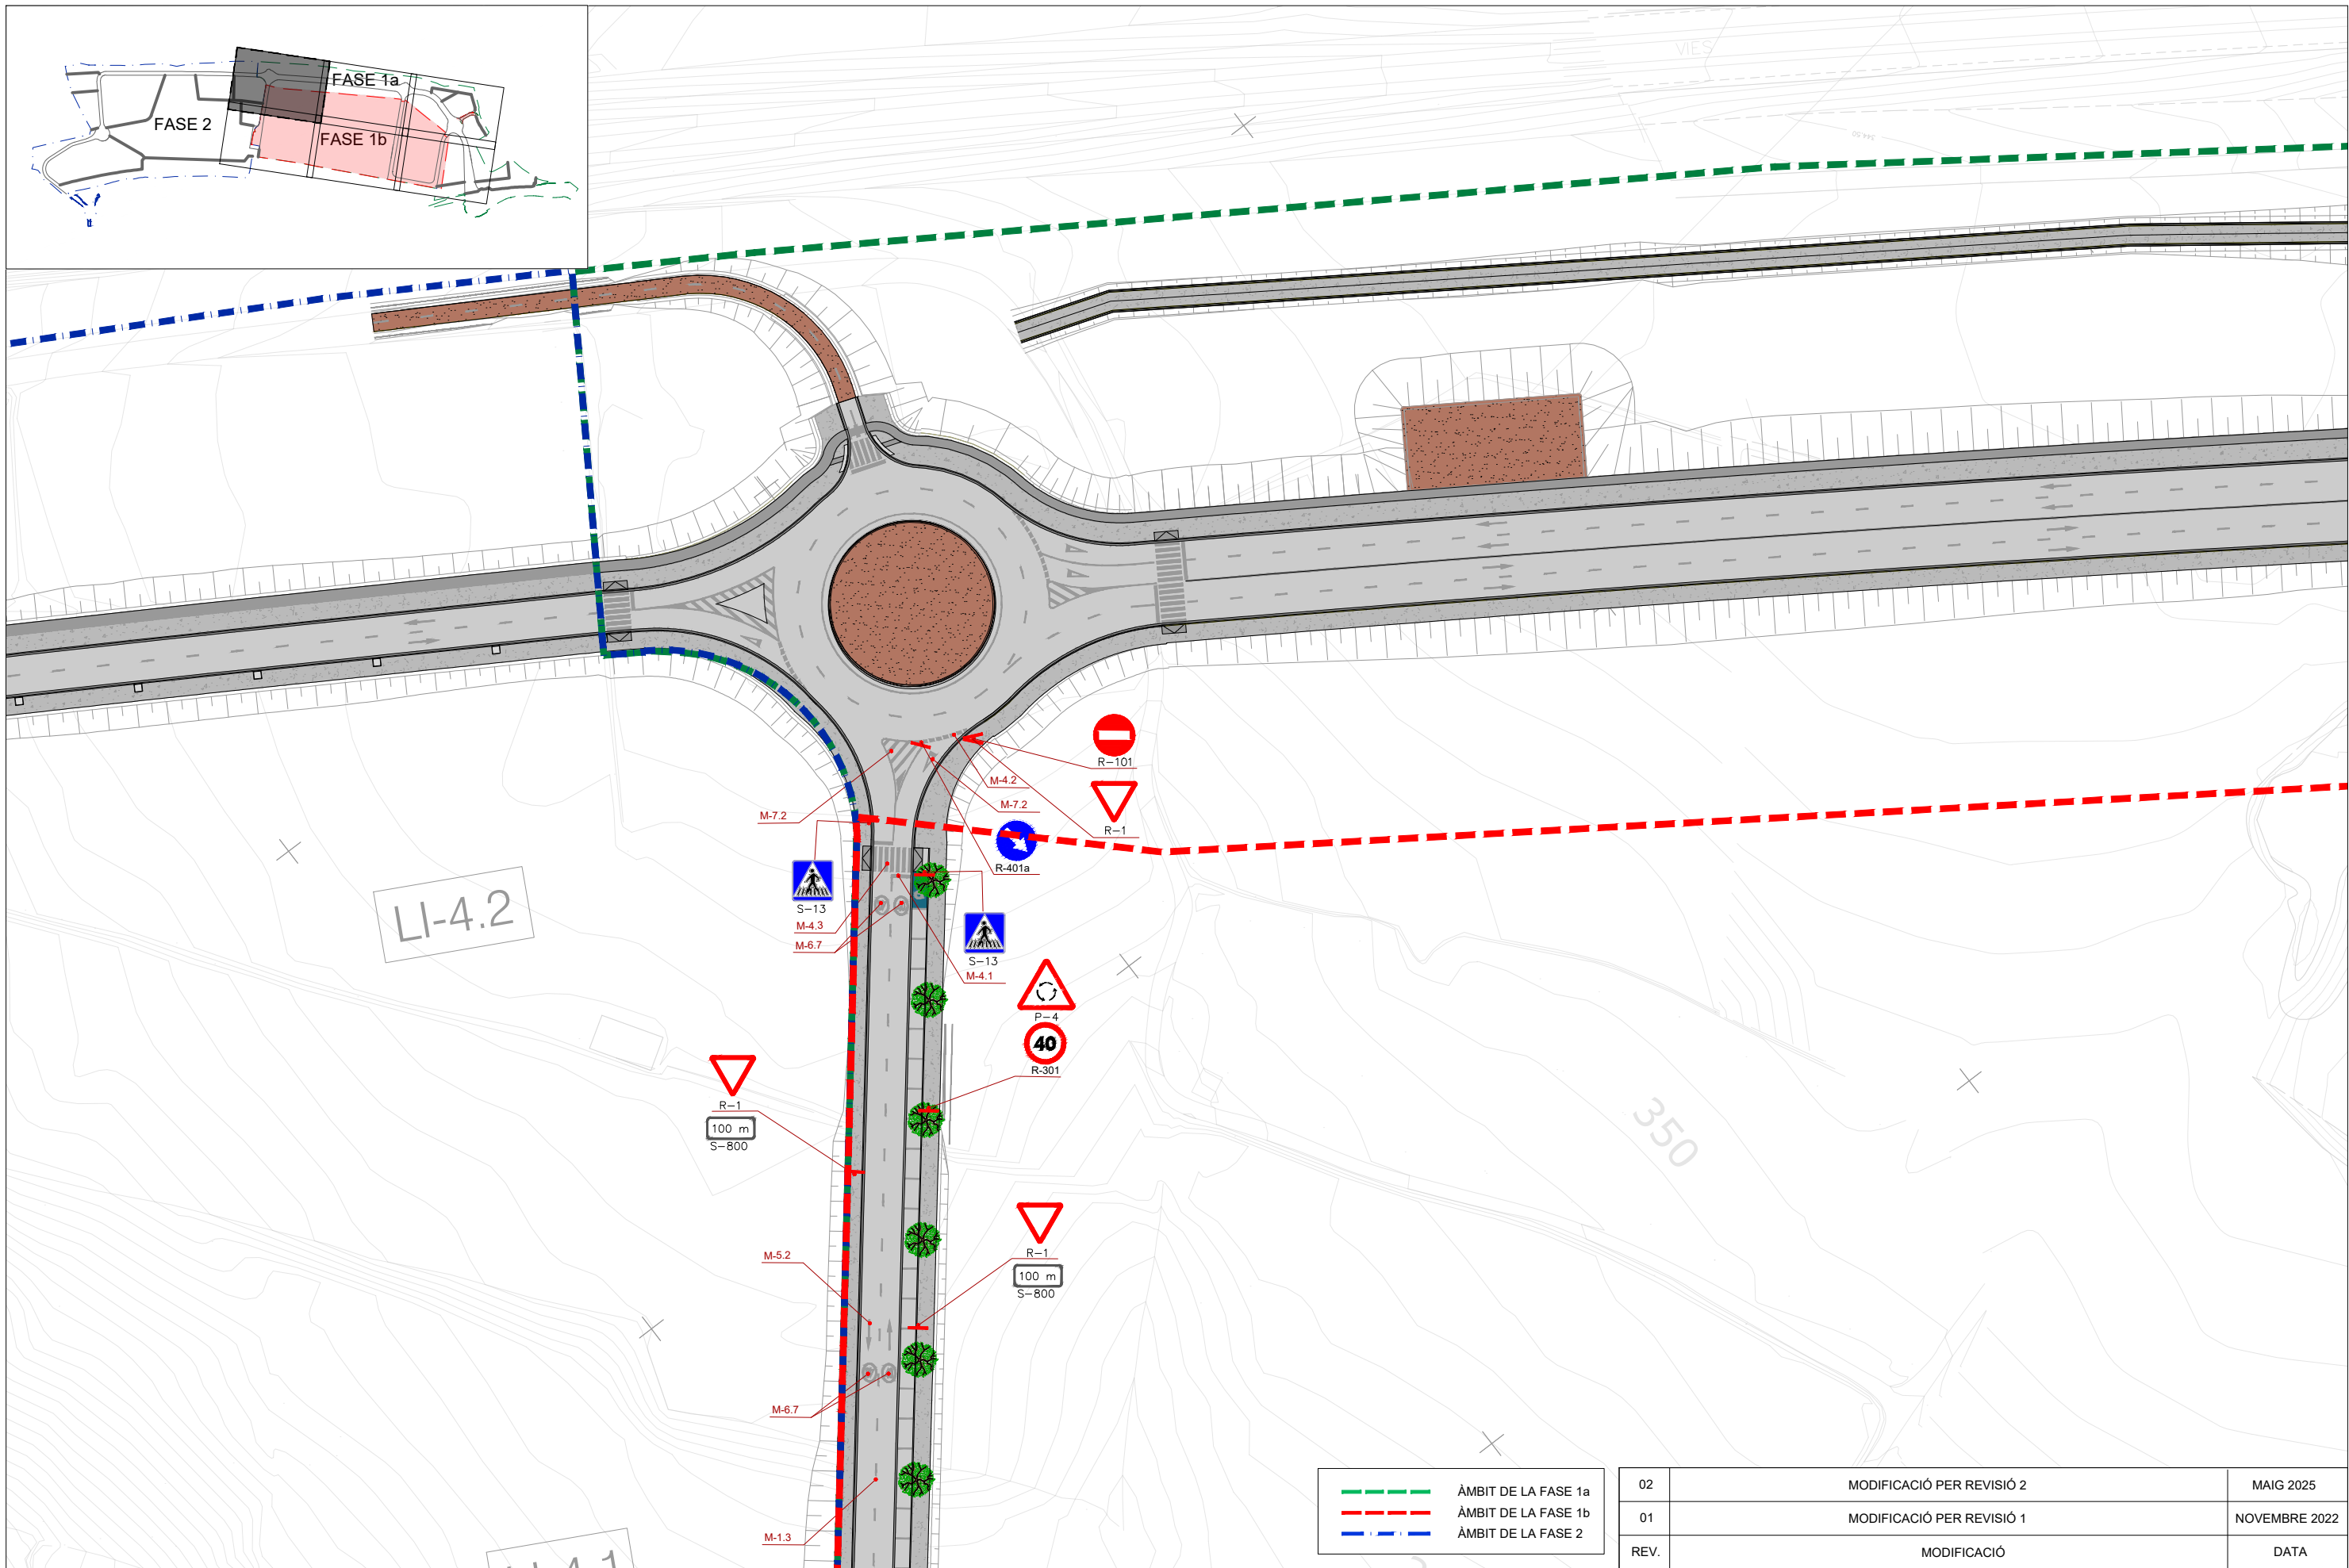 FASE 1a
FASE 2
FASE 1b
VIES
344.50
R-101
M-4.2
M-7.2
R-1
M-7.2
R-401a
S-13
M-4.3
M-6.7
S-13
M-4.1
LI-4.2
P-4
40
R-301
R-1
100 m
S-800
350
R-1
100 m
S-800
M-5.2
M-6.7
M-1.3
ÀMBIT DE LA FASE 1a
ÀMBIT DE LA FASE 1b
ÀMBIT DE LA FASE 2
02 MODIFICACIÓ PER REVISIÓ 2 MAIG 2025
01 MODIFICACIÓ PER REVISIÓ 1 NOVEMBRE 2022
REV. MODIFICACIÓ DATA